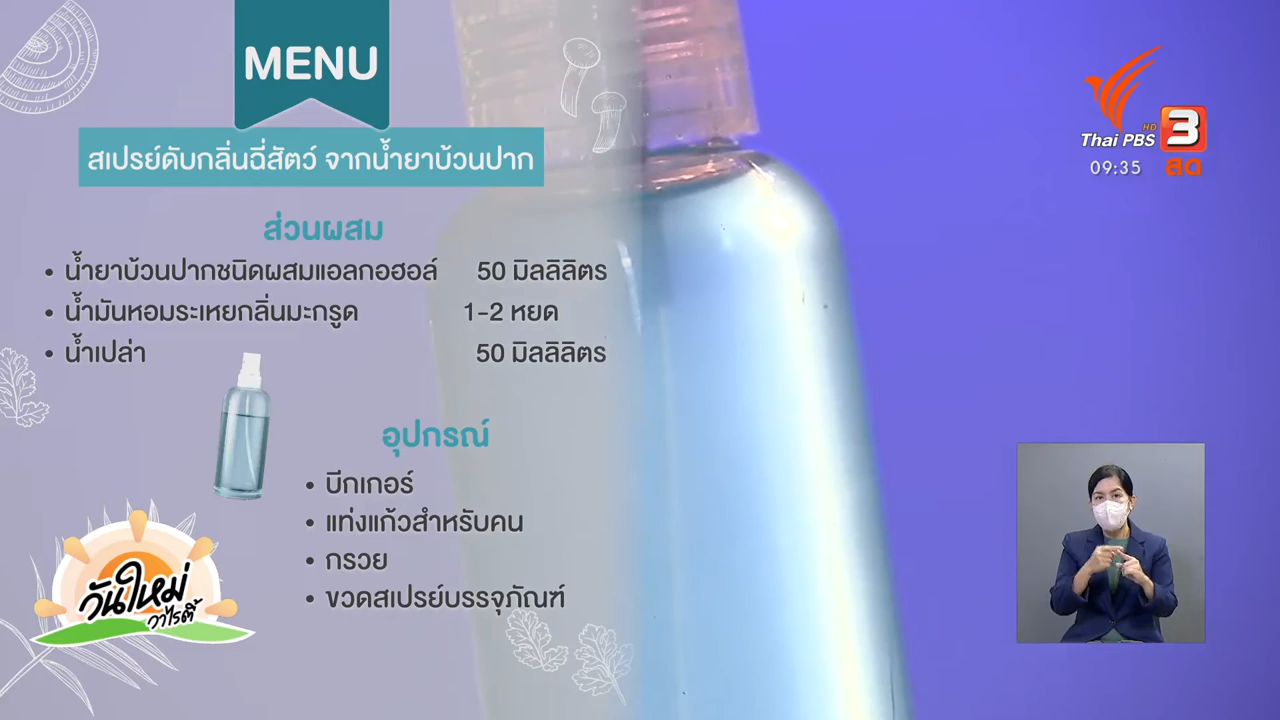 MENU
สเปรย์ดับกลิ่นฉี่สัตว์ จากน้ำยาบ้วนปาก
ส่วนผสม
• น้ำยาบ้วนปากชนิดผสมแอลกอฮอล์ 50 มิลลิลิตร
• น้ำมันหอมระเหยกลิ่นมะกรูด 1-2 หยด
• น้ำเปล่า 50 มิลลิลิตร
อุปกรณ์
• บีกเกอร์
• แท่งแก้วสำหรับคน
• กรวย
• ขวดสเปรย์บรรจุภัณฑ์
วันใหม่
วาไรตี้
Thai PBS HD 3
09:35 สด